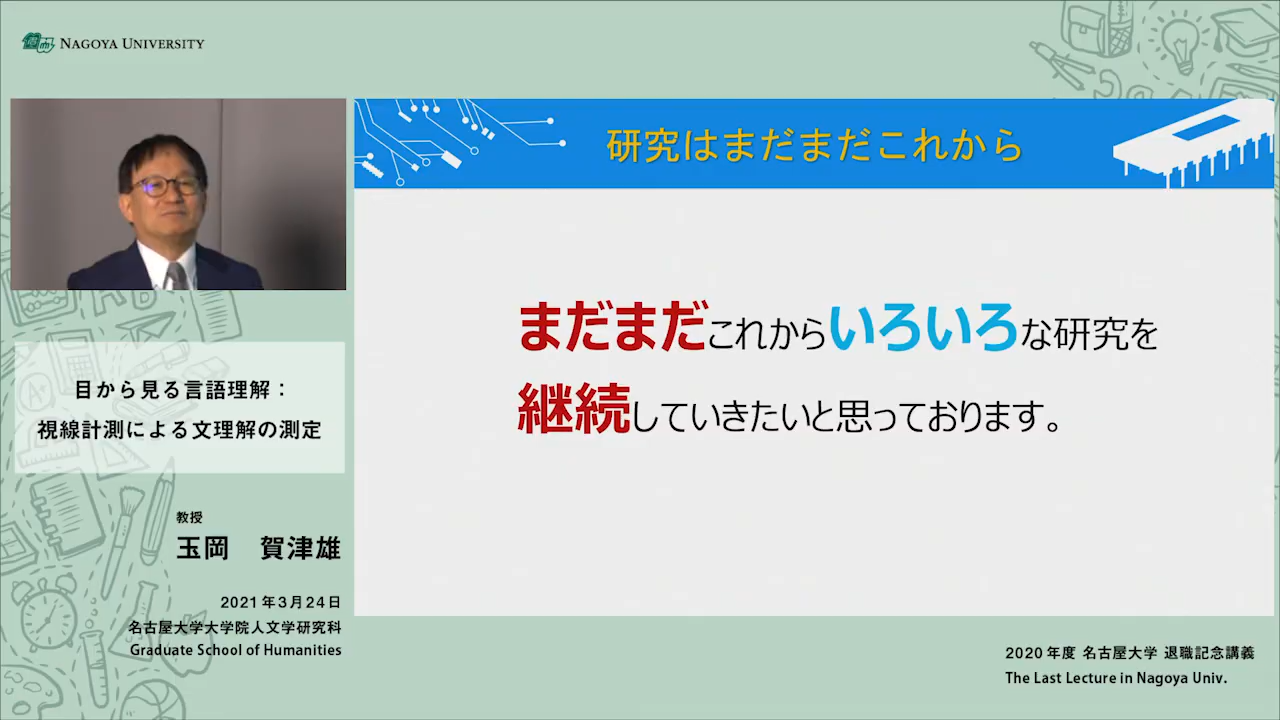 NAGOYA UNIVERSITY
研究はまだまだこれから
まだまだこれからいろいろな研究を
継続していきたいと思っております。
目から見る言語理解：
視線計測による文理解の測定
教授
玉岡　賀津雄
2021年3月24日
名古屋大学大学院人文学研究科
Graduate School of Humanities
2020年度 名古屋大学 退職記念講義
The Last Lecture in Nagoya Univ.